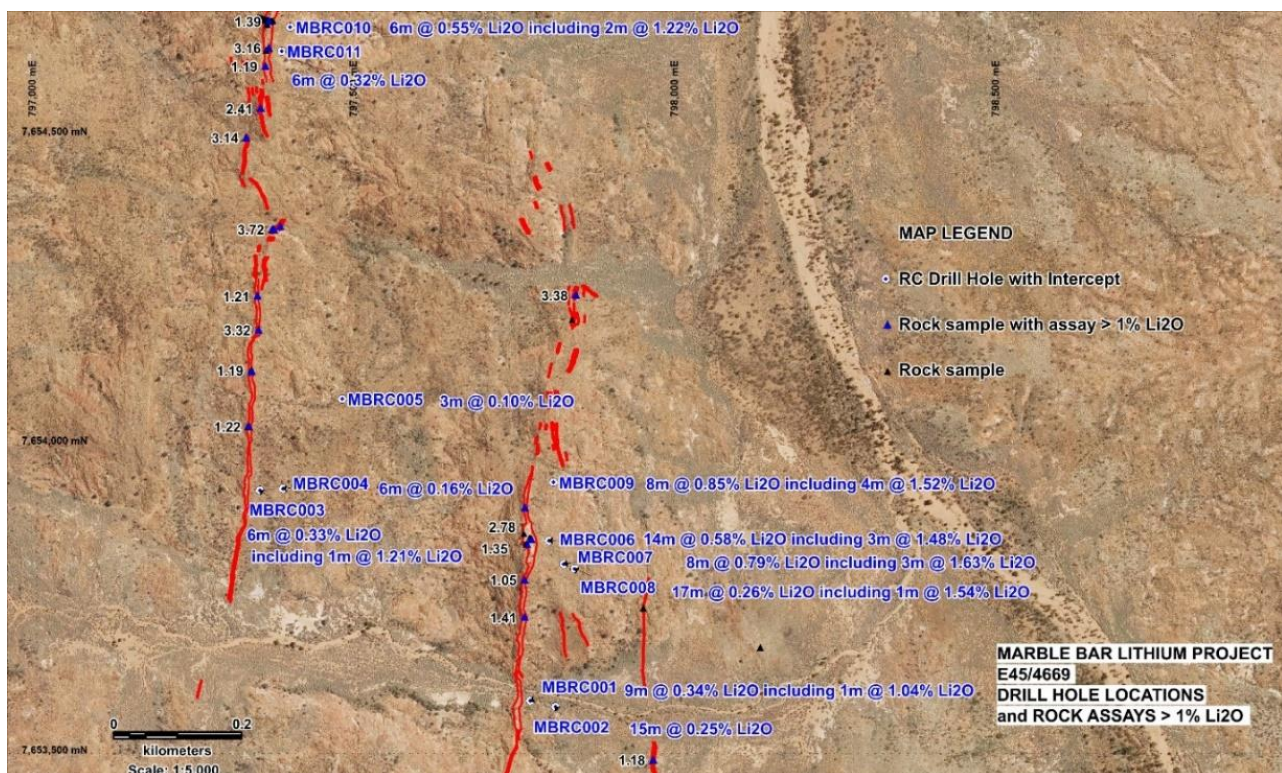 1.39
MBRC010 6m @ 0.55% Li2O including 2m @ 1.22% Li2O
3.16
MBRC011
1.19
6m @ 0.32% Li2O
797,000 mE
797,500 mE
798,000 mE
798,500 mE
2.41
7,654,500 mN
3.14
3.72
MAP LEGEND
RC Drill Hole with Intercept
1.21
3.38
3.32
Rock sample with assay > 1% Li2O
1.19
Rock sample
MBRC005 3m @ 0.10% Li2O
1.22
7,654,000 mN
MBRC004 6m @ 0.16% Li2O
MBRC009 8m @ 0.85% Li2O including 4m @ 1.52% Li2O
MBRC003
6m @ 0.33% Li2O
including 1m @ 1.21% Li2O
2.78
MBRC006 14m @ 0.58% Li2O including 3m @ 1.48% Li2O
1.35
MBRC007 8m @ 0.79% Li2O including 3m @ 1.63% Li2O
1.05
MBRC008 17m @ 0.26% Li2O including 1m @ 1.54% Li2O
1.41
MARBLE BAR LITHIUM PROJECT
E45/4669
DRILL HOLE LOCATIONS
and ROCK ASSAYS > 1% Li2O
MBRC001 9m @ 0.34% Li2O including 1m @ 1.04% Li2O
MBRC002 15m @ 0.25% Li2O
0 0.2
kilometers
Scale: 1:5,000
7,653,500 mN
1.18